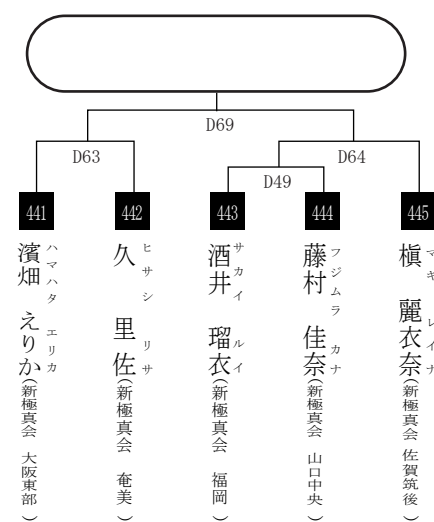 D69
D63
D64
D49
441
442
443
444
445
濱畑 えりか(新極真会 大阪東部)
ハマハタ エリカ
久 里佐(新極真会 奄美)
ヒサシ リサ
酒井 瑠衣(新極真会 福岡)
サカイ ルイ
藤村 佳奈(新極真会 山口中央)
フジムラ カナ
槇 麗衣奈(新極真会 佐賀筑後)
マキ レイナ